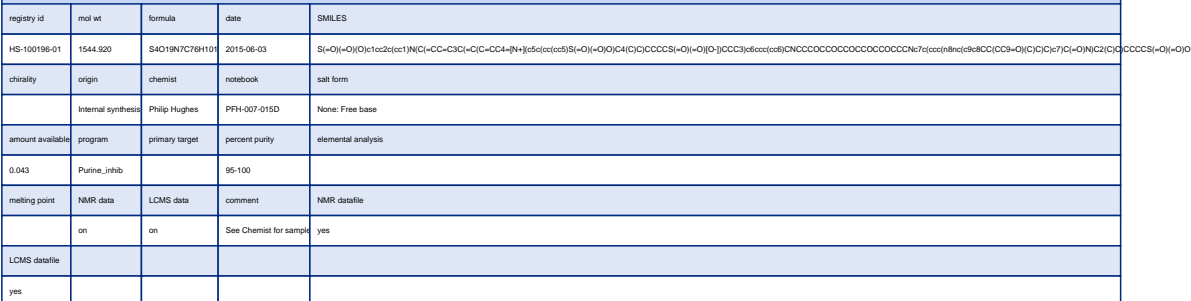 registry id mol wt formula date SMILES
HS-100196-01 1544.920 S4O19N7C76H101 2015-06-03 S(=O)(=O)(O)c1cc2c(cc1)N(C(=CC=C3C(=C(C=CC4=[N+](c5c(cc(cc5)S(=O)(=O)O)C4(C)C)CCCCS(=O)(=O)[O-])CCC3)c6ccc(cc6)CNCCCOCCOCCOCCOCCOCCCNc7c(ccc(n8nc(c9c8CC(CC9=O)(C)C)C)c7)C(=O)N)C2(C)C)CCCCS(=O)(=O)O
chirality origin chemist notebook salt form
Internal synthesis Philip Hughes PFH-007-015D None: Free base
amount available program primary target percent purity elemental analysis
0.043 Purine_inhib 95-100
melting point NMR data LCMS data comment NMR datafile
on on See Chemist for sample yes
LCMS datafile
yes